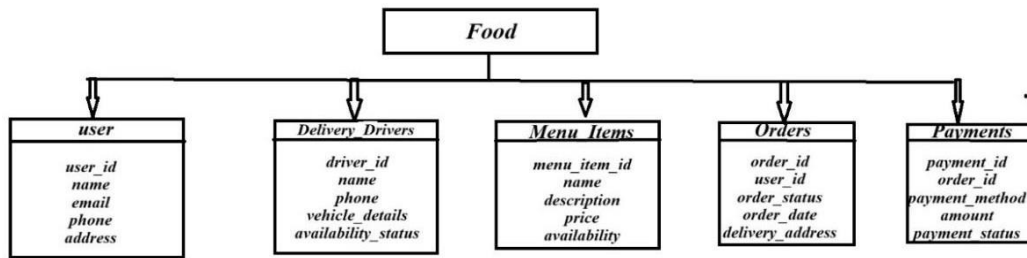 Food
user
user_id
name
email
phone
address
Delivery_Drivers
driver_id
name
phone
vehicle_details
availability_status
Menu_Items
menu_item_id
name
description
price
availability
Orders
order_id
user_id
order_status
order_date
delivery_address
Payments
payment_id
order_id
payment_method
amount
payment_status